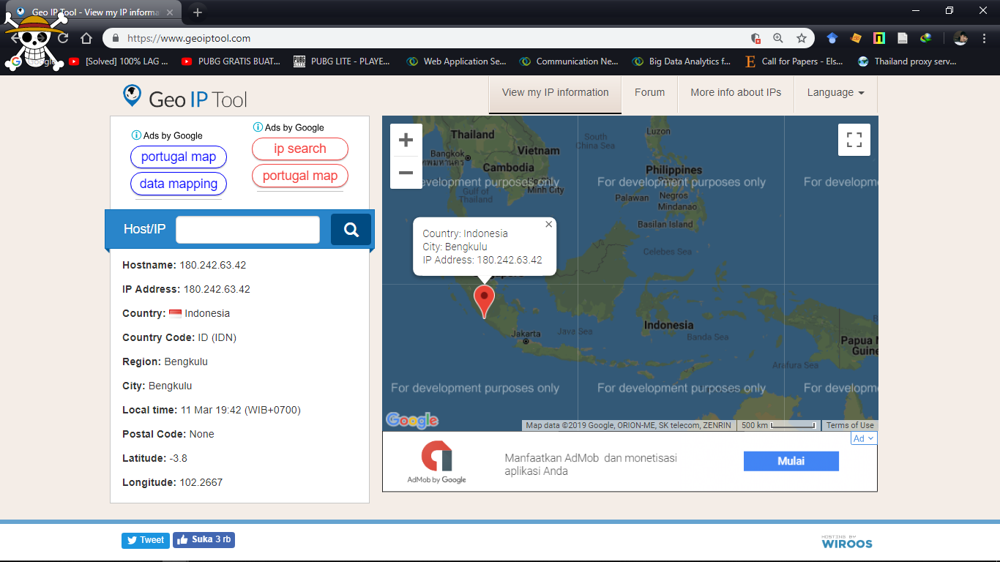 Geo IP Tool - View my IP informa
https://www.geoiptool.com
Google
[Solved] 100% LAG ...
PUBG GRATIS BUAT...
PUBG LITE - PLAYE...
Web Application Se...
Communication Ne...
Big Data Analytics f...
Call for Papers - Els...
Thailand proxy serv...
Geo IP Tool
View my IP information
Forum
More info about IPs
Language
Ads by Google
portugal map
data mapping
Ads by Google
ip search
portugal map
Host/IP
Hostname: 180.242.63.42
IP Address: 180.242.63.42
Country: Indonesia
Country Code: ID (IDN)
Region: Bengkulu
City: Bengkulu
Local time: 11 Mar 19:42 (WIB+0700)
Postal Code: None
Latitude: -3.8
Longitude: 102.2667
Thailand
Bangkok
Vietnam
Cambodia
Minh City
Gulf of
Thailand
South
China Sea
Luzon
Philippines
Palawan
Negros
Mindanao
Basilan Island
evelopment purposes only
For development purposes only
For developm
Country: Indonesia
City: Bengkulu
IP Address: 180.242.63.42
Celebes Sea
Indonesia
Jakarta
Java Sea
Banda Sea
Papua N
Guine
Arafura Sea
For development purposes only
For development purposes only
For developm
Google
Map data ©2019 Google, ORION-ME, SK telecom, ZENRIN
500 km
Terms of Use
Ad
AdMob by Google
Manfaatkan AdMob dan monetisasi
aplikasi Anda
Mulai
Tweet
Suka 3 rb
HOSTING BY
WIROOS